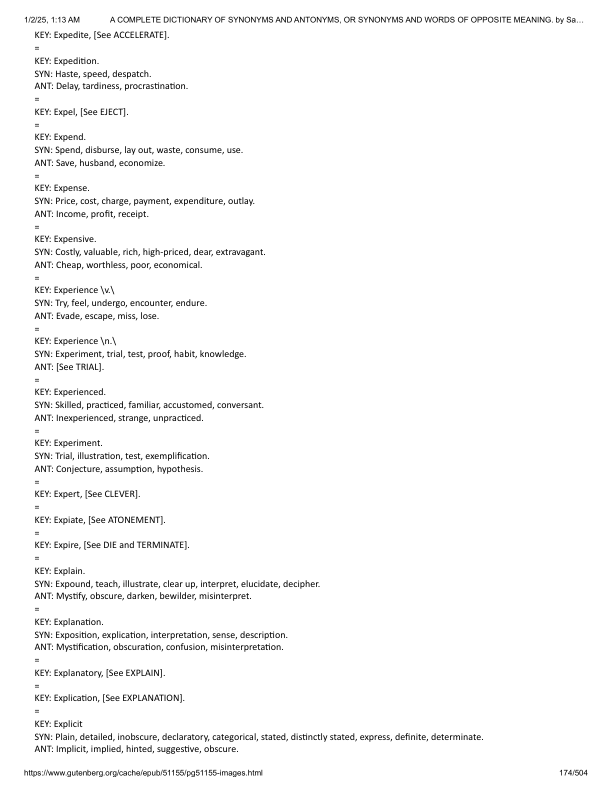 1/2/25, 1:13 AM A COMPLETE DICTIONARY OF SYNONYMS AND ANTONYMS, OR SYNONYMS AND WORDS OF OPPOSITE MEANING. by Sa…
KEY: Expedite, [See ACCELERATE].
=
KEY: Expedition.
SYN: Haste, speed, despatch.
ANT: Delay, tardiness, procrastination.
=
KEY: Expel, [See EJECT].
=
KEY: Expend.
SYN: Spend, disburse, lay out, waste, consume, use.
ANT: Save, husband, economize.
=
KEY: Expense.
SYN: Price, cost, charge, payment, expenditure, outlay.
ANT: Income, profit, receipt.
=
KEY: Expensive.
SYN: Costly, valuable, rich, high-priced, dear, extravagant.
ANT: Cheap, worthless, poor, economical.
=
KEY: Experience \v.\
SYN: Try, feel, undergo, encounter, endure.
ANT: Evade, escape, miss, lose.
=
KEY: Experience \n.\
SYN: Experiment, trial, test, proof, habit, knowledge.
ANT: [See TRIAL].
=
KEY: Experienced.
SYN: Skilled, practiced, familiar, accustomed, conversant.
ANT: Inexperienced, strange, unpracticed.
=
KEY: Experiment.
SYN: Trial, illustration, test, exemplification.
ANT: Conjecture, assumption, hypothesis.
=
KEY: Expert, [See CLEVER].
=
KEY: Expiate, [See ATONEMENT].
=
KEY: Expire, [See DIE and TERMINATE].
=
KEY: Explain.
SYN: Expound, teach, illustrate, clear up, interpret, elucidate, decipher.
ANT: Mystify, obscure, darken, bewilder, misinterpret.
=
KEY: Explanation.
SYN: Exposition, explication, interpretation, sense, description.
ANT: Mystification, obscuration, confusion, misinterpretation.
=
KEY: Explanatory, [See EXPLAIN].
=
KEY: Explication, [See EXPLANATION].
=
KEY: Explicit
SYN: Plain, detailed, inobscure, declaratory, categorical, stated, distinctly stated, express, definite, determinate.
ANT: Implicit, implied, hinted, suggestive, obscure.
https://www.gutenberg.org/cache/epub/51155/pg51155-images.html 174/504